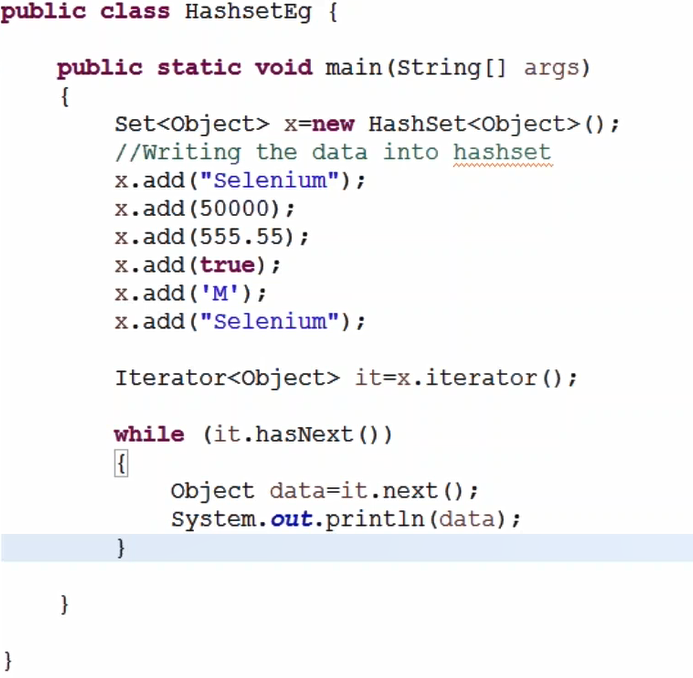 public class HashsetEg {
public static void main(String[] args)
{
Set<Object> x=new HashSet<Object>();
//Writing the data into hashset
x.add("Selenium");
x.add(50000);
x.add(555.55);
x.add(true);
x.add('M');
x.add("Selenium");
Iterator<Object> it=x.iterator();
while (it.hasNext())
{
Object data=it.next();
System.out.println(data);
}
}
}